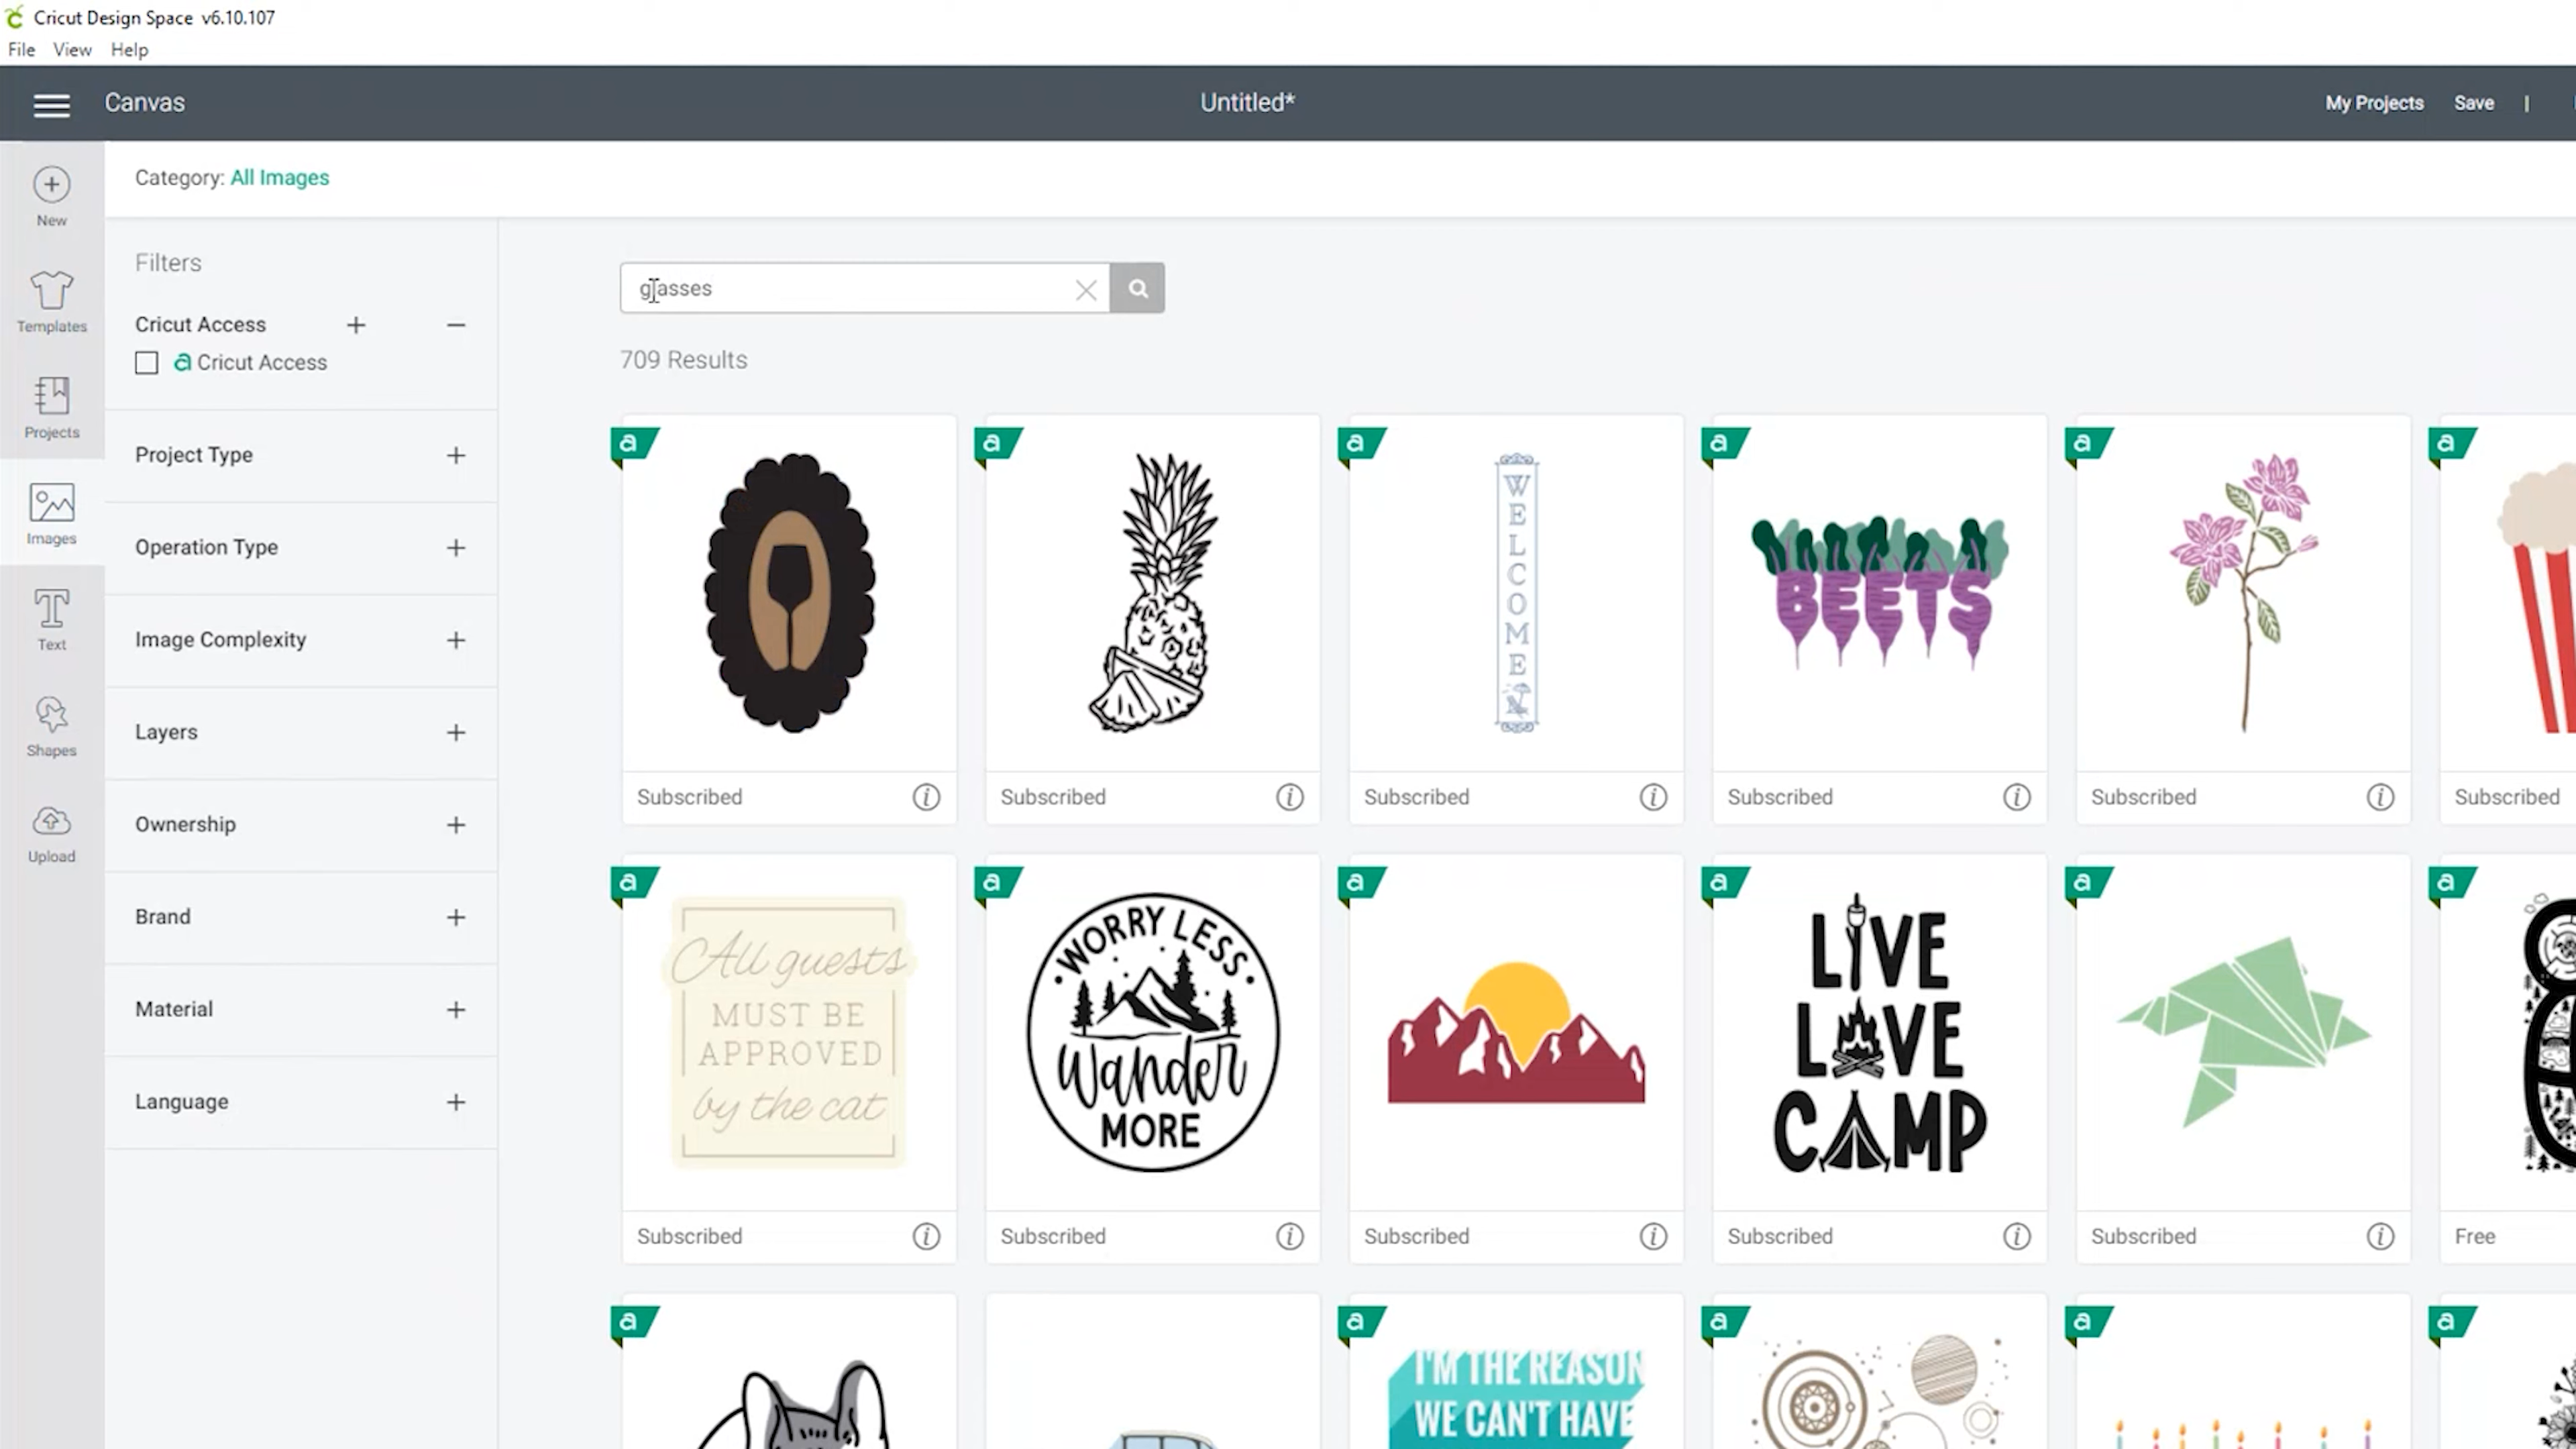 Cricut Design Space v6.10.107
File View Help
Canvas
Untitled*
My Projects Save |
New
Templates
Projects
Images
Text
Shapes
Upload
Category: All Images
Filters
Cricut Access + −
a Cricut Access
Project Type +
Operation Type +
Image Complexity +
Layers +
Ownership +
Brand +
Material +
Language +
glasses
709 Results
a
a
a
WELCOME
a
BEETS
a
a
Subscribed
Subscribed
Subscribed
Subscribed
Subscribed
Subscribed
a
All guests
MUST BE
APPROVED
by the cat
a
WORRY LESS
Wander
MORE
a
a
LIVE
LOVE
CAMP
a
a
Subscribed
Subscribed
Subscribed
Subscribed
Subscribed
Free
a
a
I'M THE REASON
WE CAN'T HAVE
a
a
a